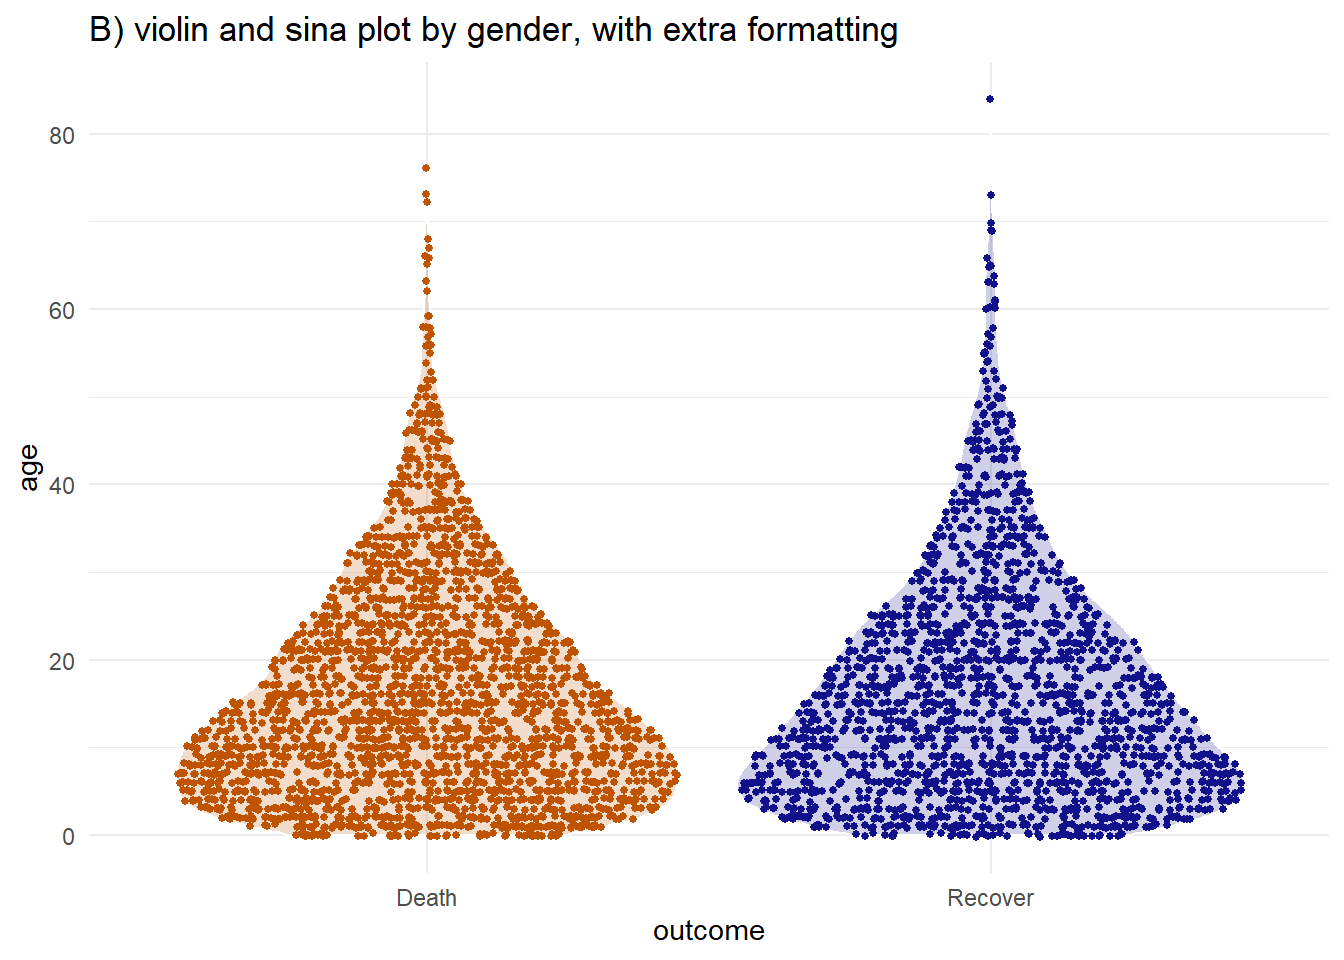 B) violin and sina plot by gender, with extra formatting
80
60
40
20
0
age
Death
Recover
outcome